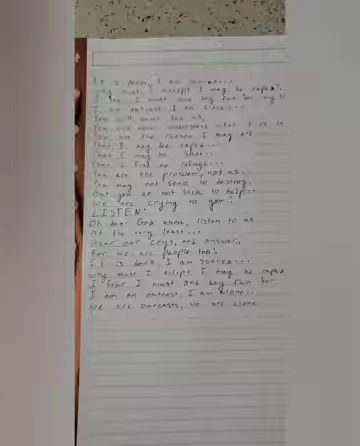 It is dark, I am scared...
Why must I accept I may be raped?..
I fear I must one day run for my li
I am an outcast, I am alone...
You will never know us,
You will never understand what it is to
You are the reason I may die
That I may be raped...
That I may be shot...
That I find no refuge...
You are the problem, not us...
You may not seek to destroy,
But you do not seek to help...
We are crying to you!
LISTEN!
Oh dear God above, listen to us
At the very least...
Hear our crys, and answer,
For we are people too!
It is dark, I am scared...
Why must I accept I may be raped
I fear I must one day run for
I am an outcast, I am alone...
We are outcasts, we are alone